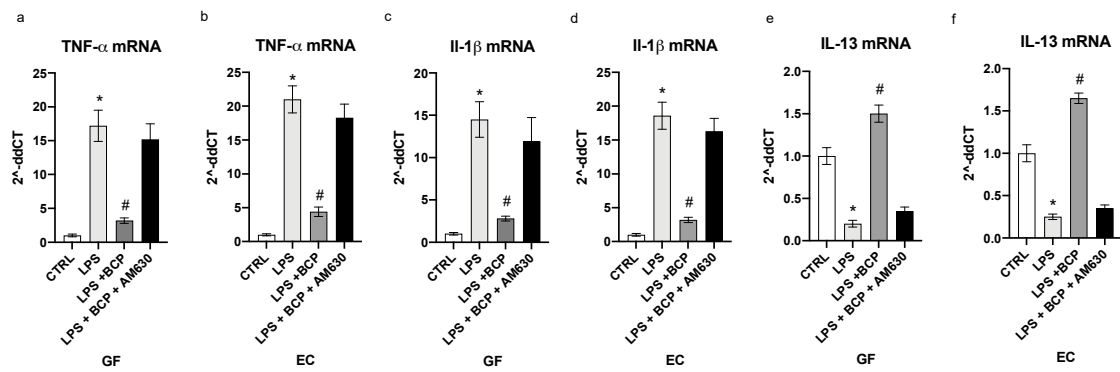 a
TNF-α mRNA
2^-ddCT
25
20
15
10
5
0
*
#
CTRL
LPS
LPS +BCP
LPS + BCP + AM630
GF
b
TNF-α mRNA
2^-ddCT
25
20
15
10
5
0
*
#
CTRL
LPS
LPS +BCP
LPS + BCP + AM630
EC
c
Il-1β mRNA
2^-ddCT
20
15
10
5
0
*
#
CTRL
LPS
LPS +BCP
LPS + BCP + AM630
GF
d
Il-1β mRNA
2^-ddCT
25
20
15
10
5
0
*
#
CTRL
LPS
LPS +BCP
LPS + BCP + AM630
EC
e
IL-13 mRNA
2^-ddCT
2.0
1.5
1.0
0.5
0.0
*
#
CTRL
LPS
LPS +BCP
LPS + BCP + AM630
GF
f
IL-13 mRNA
2^-ddCT
2.0
1.5
1.0
0.5
0.0
*
#
CTRL
LPS
LPS +BCP
LPS + BCP + AM630
EC